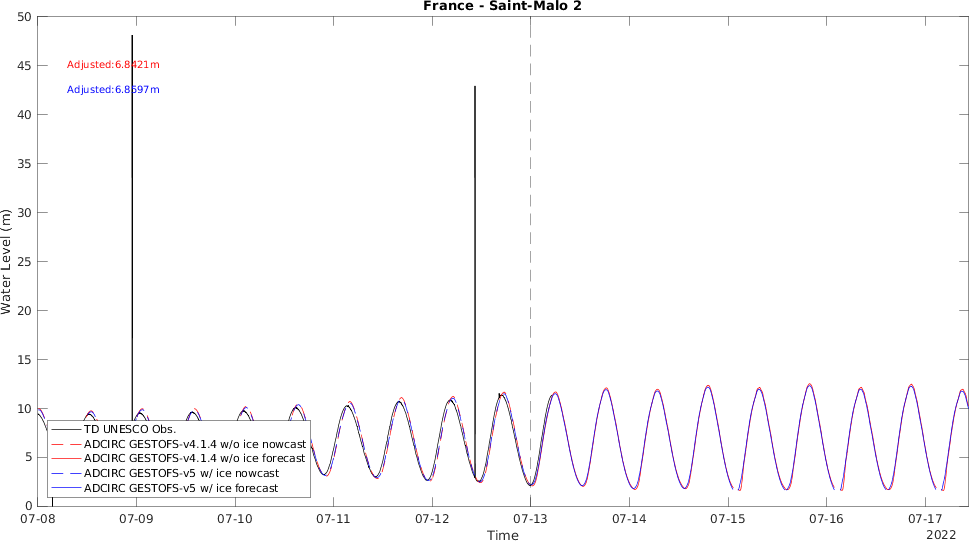 France - Saint-Malo 2
50
45
40
35
30
25
20
15
10
5
0
Water Level (m)
Adjusted:6.8421m
Adjusted:6.8697m
TD UNESCO Obs.
ADCIRC GESTOFS-v4.1.4 w/o ice nowcast
ADCIRC GESTOFS-v4.1.4 w/o ice forecast
ADCIRC GESTOFS-v5 w/ ice nowcast
ADCIRC GESTOFS-v5 w/ ice forecast
07-08 07-09 07-10 07-11 07-12 07-13 07-14 07-15 07-16 07-17
Time
2022